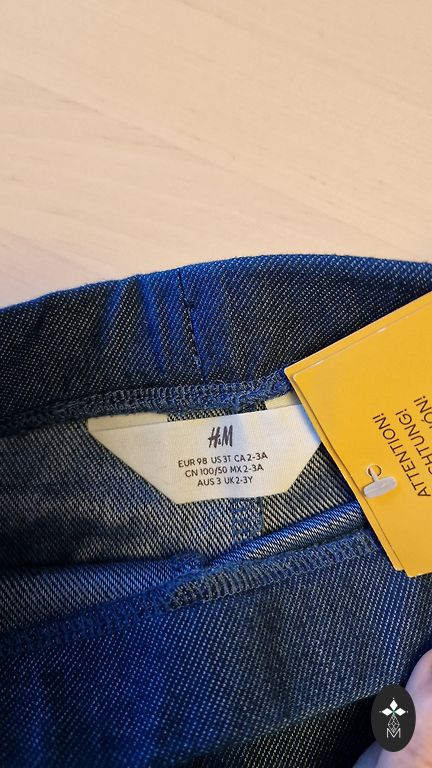 H&M
EUR 98 US 3T CA 2-3A
CN 100/50 MX 2-3A
AUS 3 UK 2-3Y
ATTENTION!